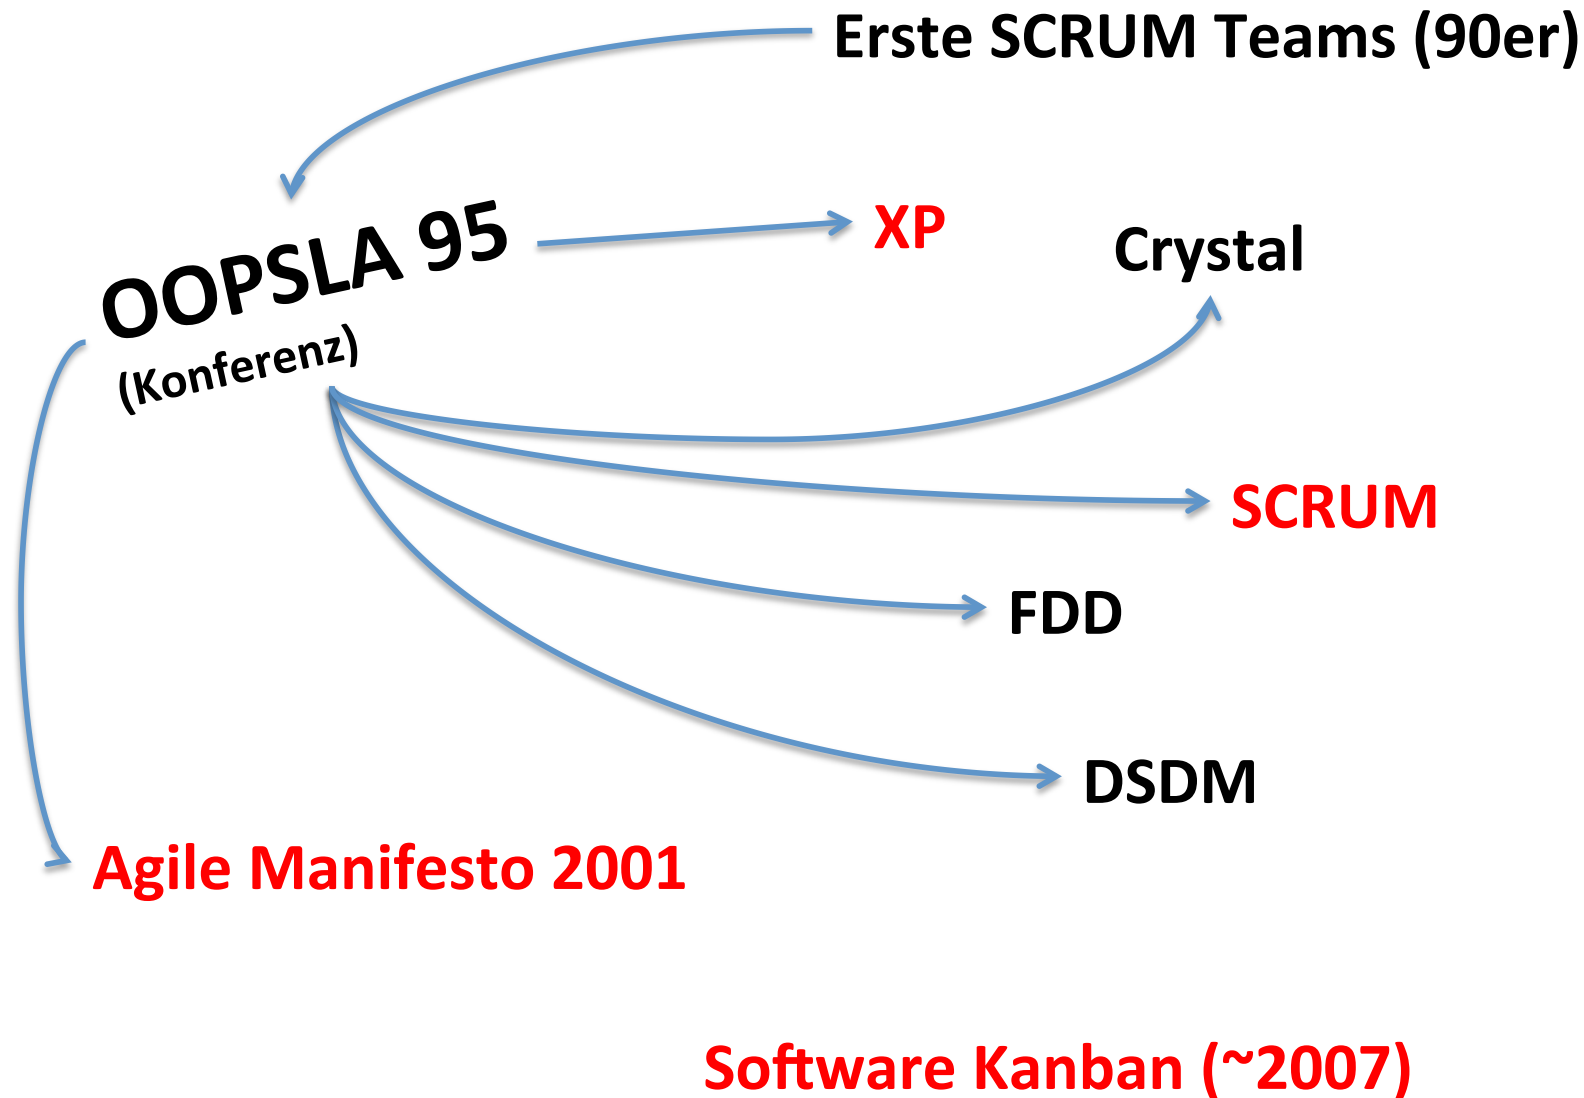 Erste SCRUM Teams (90er)
OOPSLA 95
(Konferenz)
XP
Crystal
SCRUM
FDD
DSDM
Agile Manifesto 2001
Software Kanban (~2007)